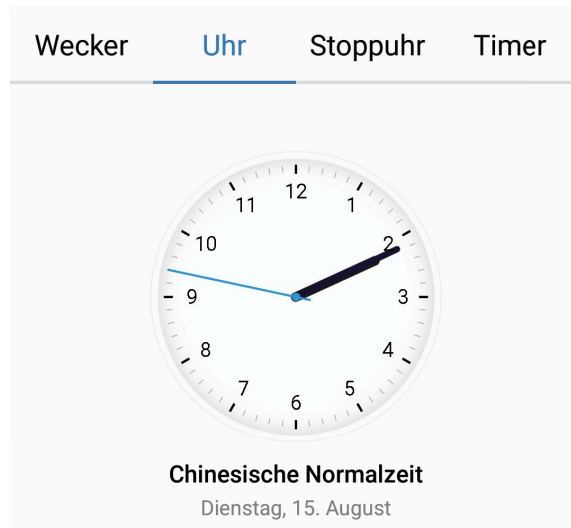 Wecker Uhr Stoppuhr Timer
12
11 1
10 2
9 3
8 4
7 5
6
Chinesische Normalzeit
Dienstag, 15. August